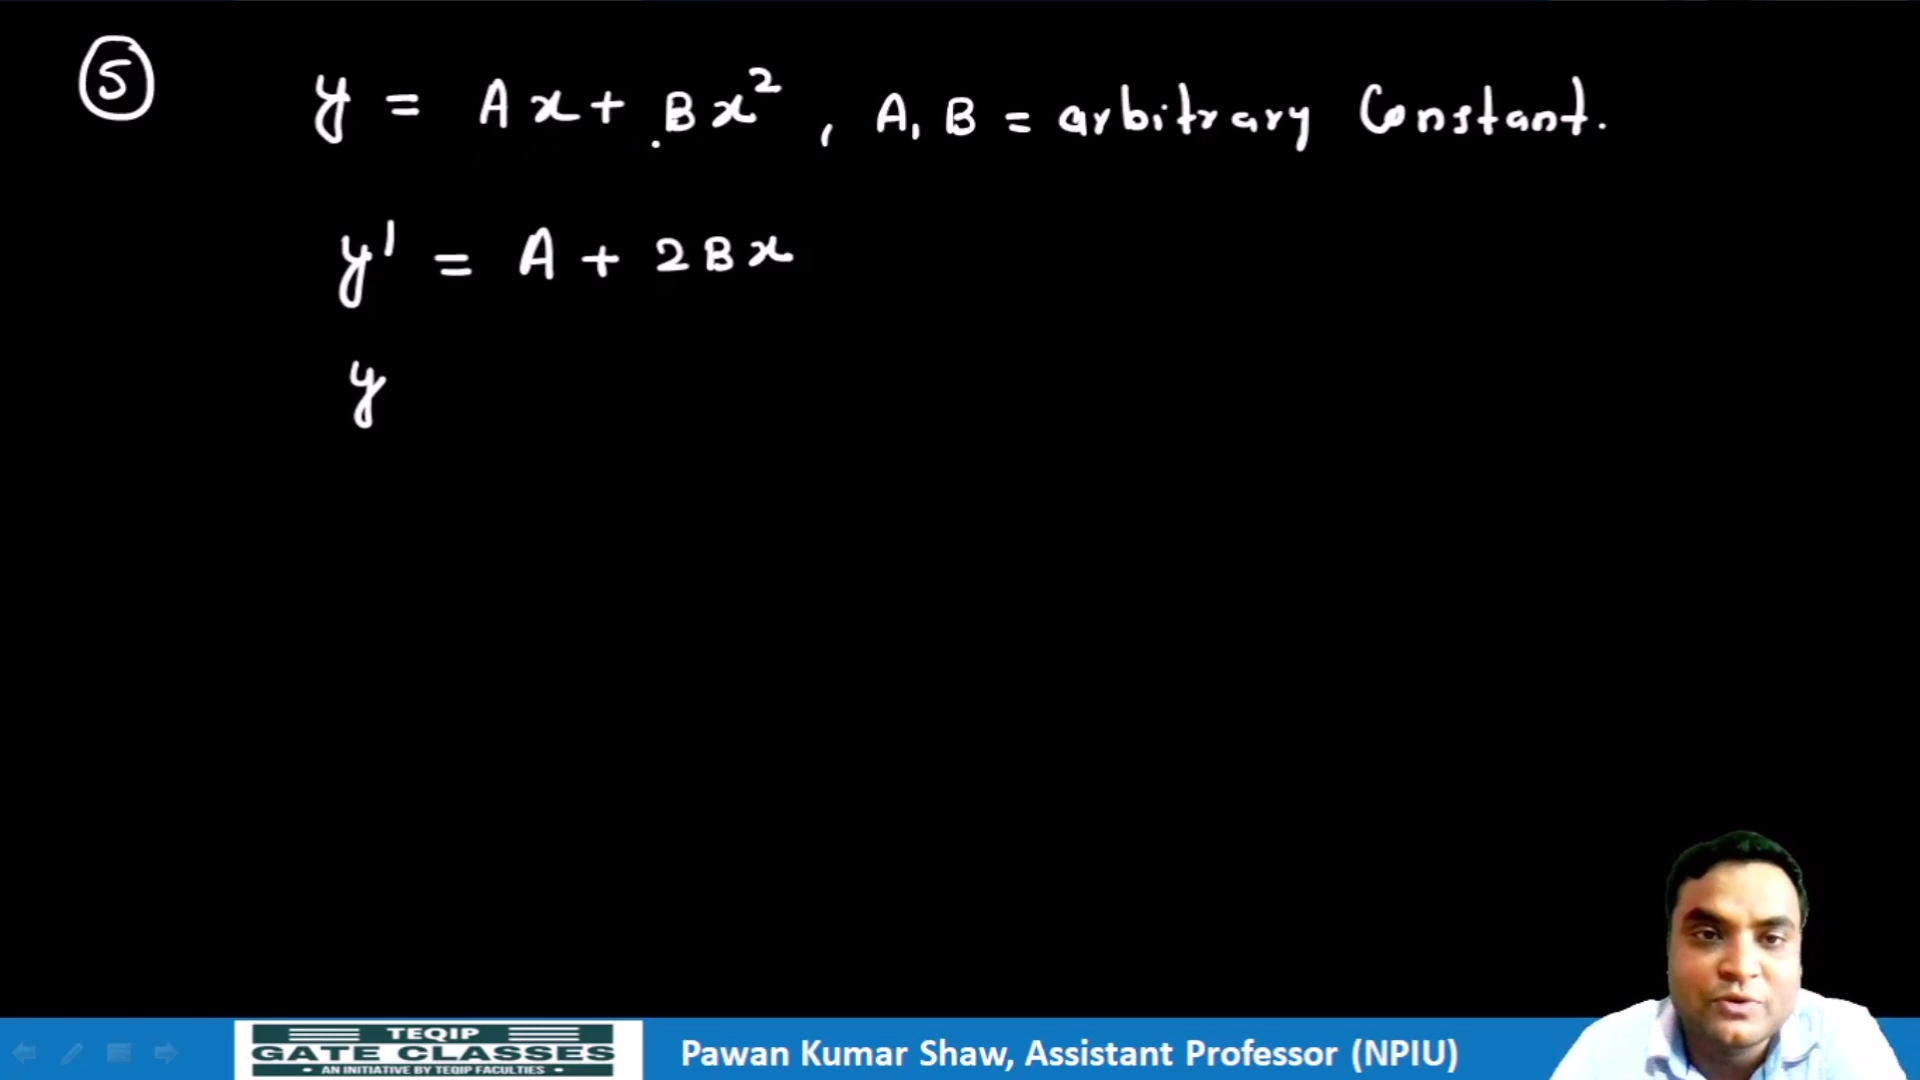 5
y = Ax + Bx², A, B = arbitrary Constant.
y' = A + 2Bx
y
TEQIP
GATE CLASSES
• AN INITIATIVE BY TEQIP FACULTIES •
Pawan Kumar Shaw, Assistant Professor (NPIU)